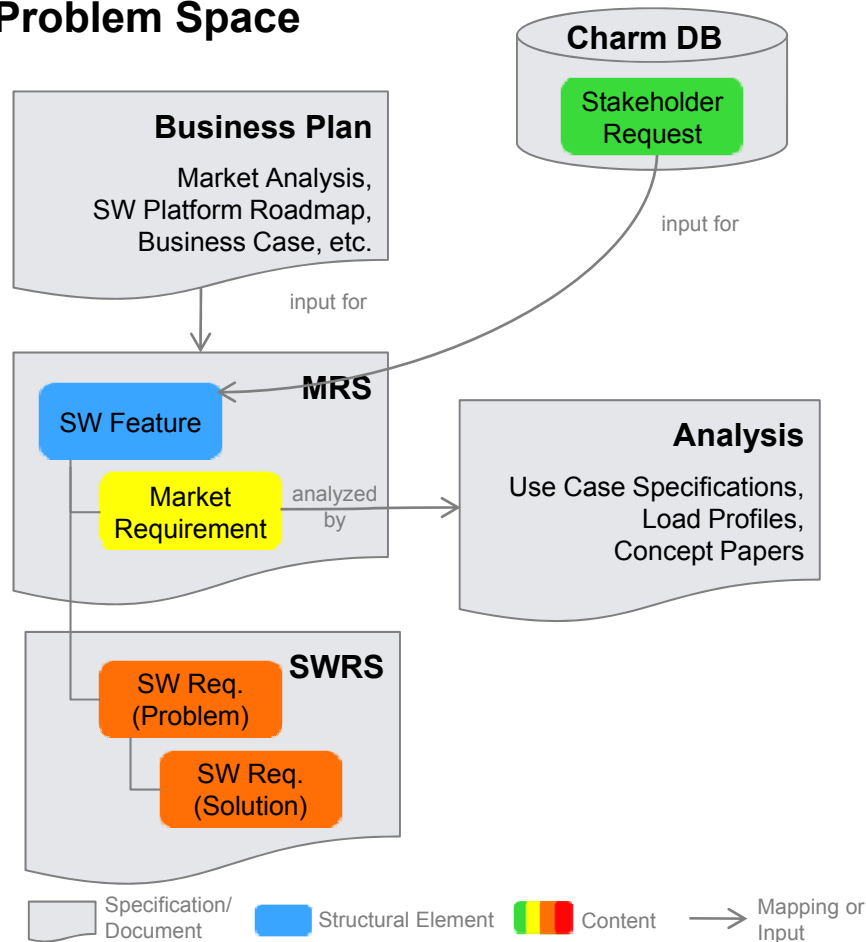 Problem Space
Charm DB
Stakeholder
Request
Business Plan
Market Analysis,
SW Platform Roadmap,
Business Case, etc.
input for
input for
MRS
SW Feature
Market
Requirement
analyzed
by
Analysis
Use Case Specifications,
Load Profiles,
Concept Papers
SWRS
SW Req.
(Problem)
SW Req.
(Solution)
Specification/
Document
Structural Element
Content
Mapping or
Input